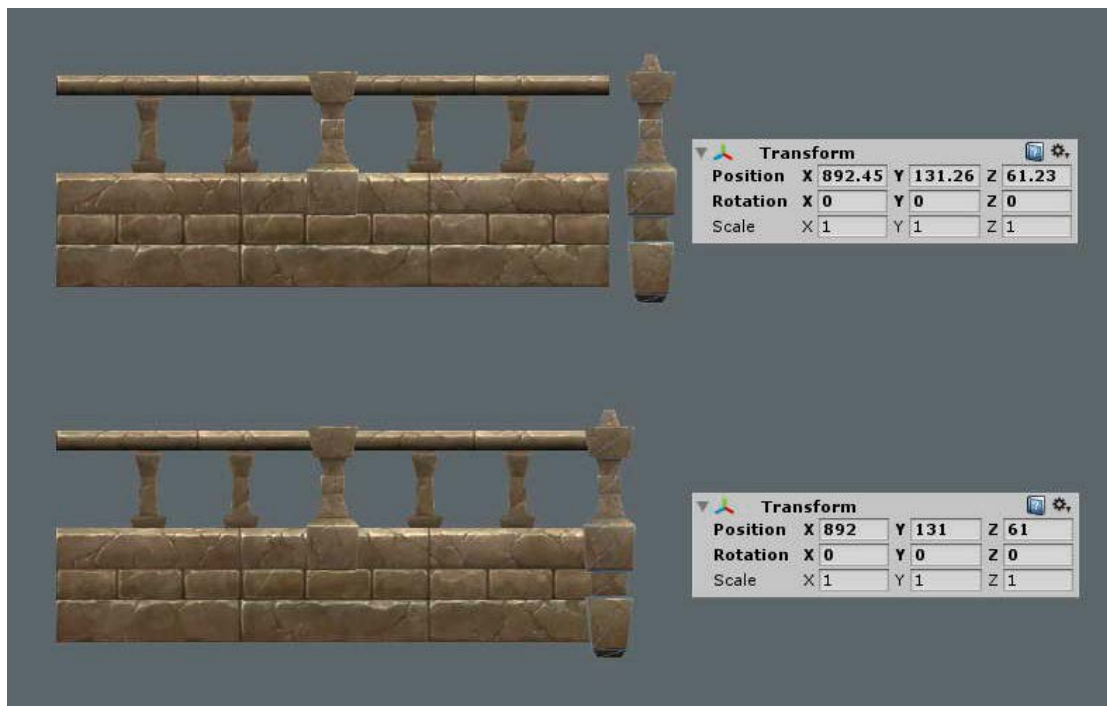 Transform
Position X 892.45 Y 131.26 Z 61.23
Rotation X 0 Y 0 Z 0
Scale X 1 Y 1 Z 1
Transform
Position X 892 Y 131 Z 61
Rotation X 0 Y 0 Z 0
Scale X 1 Y 1 Z 1